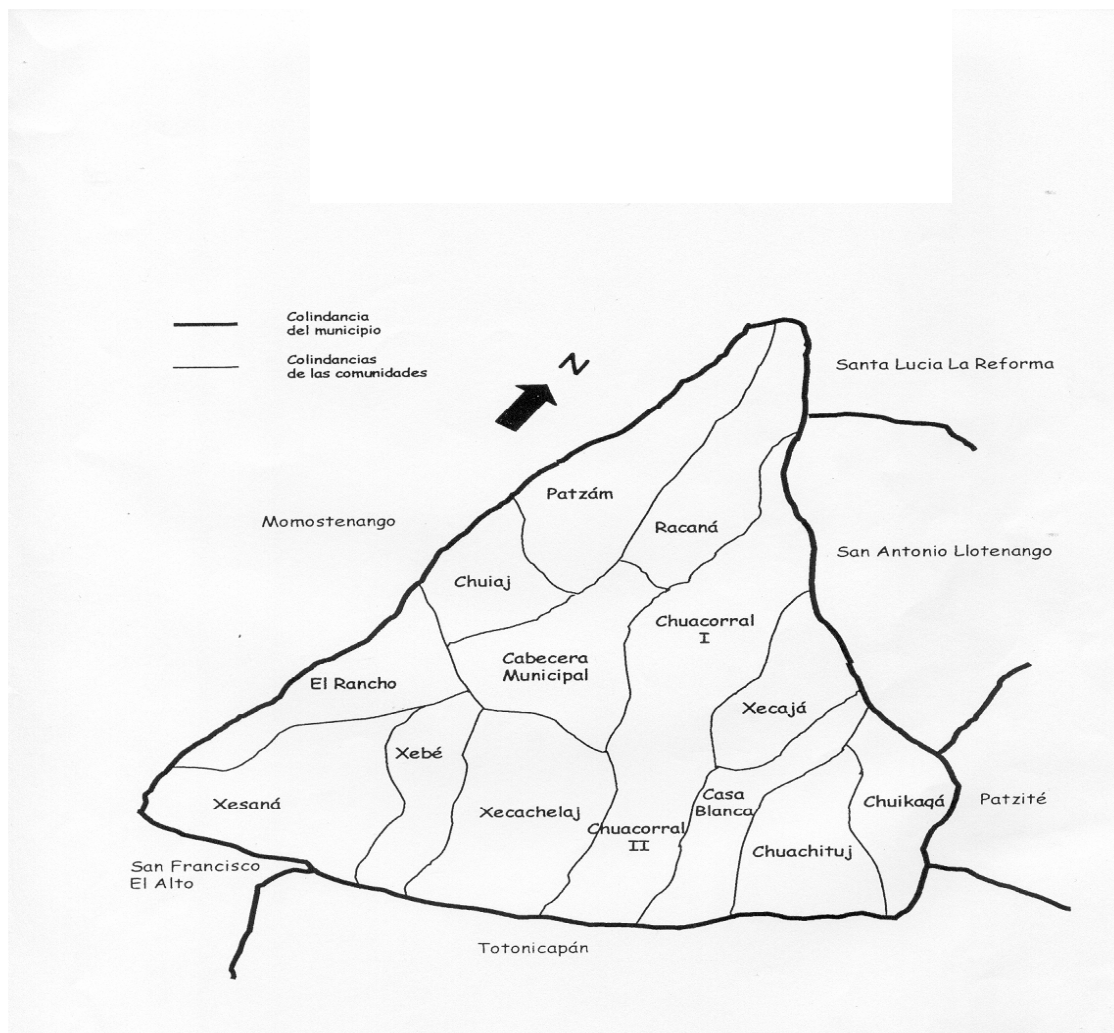 Colindancia
del municipio
Colindancias
de las comunidades
N
Santa Lucia La Reforma
Patzám
Momostenango
Racaná
San Antonio Llotenango
Chuiaj
Chuacorral
I
Cabecera
Municipal
El Rancho
Xecajá
Xebé
Xesaná
Xecachelaj
Casa
Blanca
Chuikaqá
Patzité
Chuacorral
II
Chuachituj
San Francisco
El Alto
Totonicapán